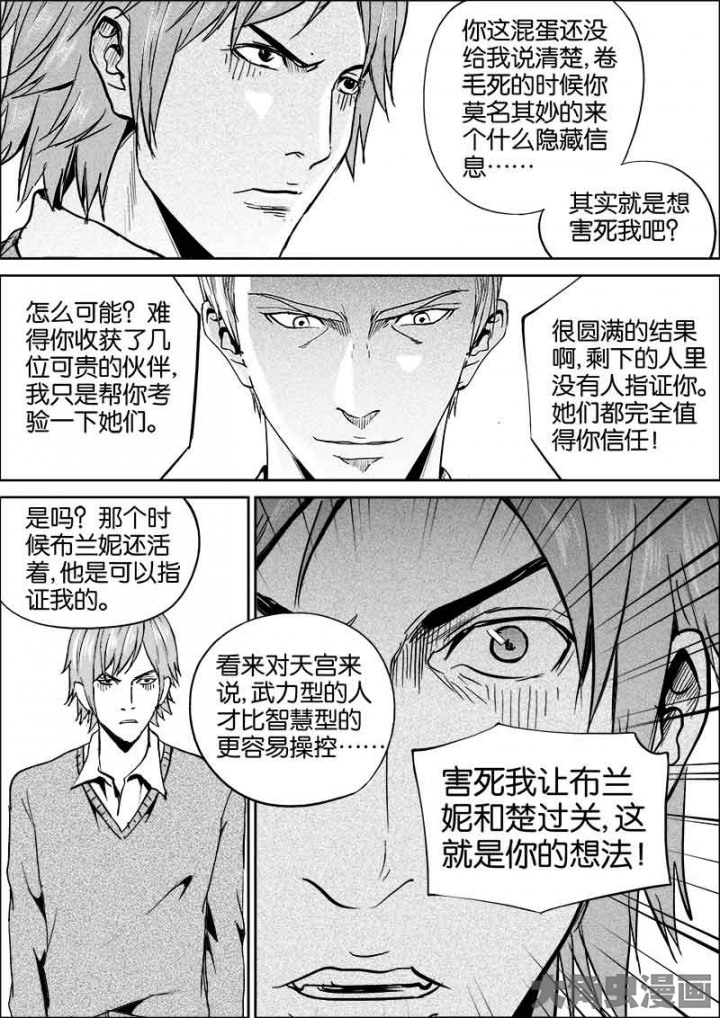 你这混蛋还没
给我说清楚，卷
毛死的时候你
莫名其妙的来
个什么隐藏信
息……
其实就是想
害死我吧？
怎么可能？难
得你收获了几
位可贵的伙伴，
我只是帮你考
验一下她们。
很圆满的结果
啊，剩下的人里
没有人指证你。
她们都完全值
得你信任！
是吗？那个时
候布兰妮还活
着，他是可以指
证我的。
看来对天宫来
说，武力型的人
才比智慧型的
更容易操控……
害死我让布兰
妮和楚过关，这
就是你的想法！
大角虫漫画